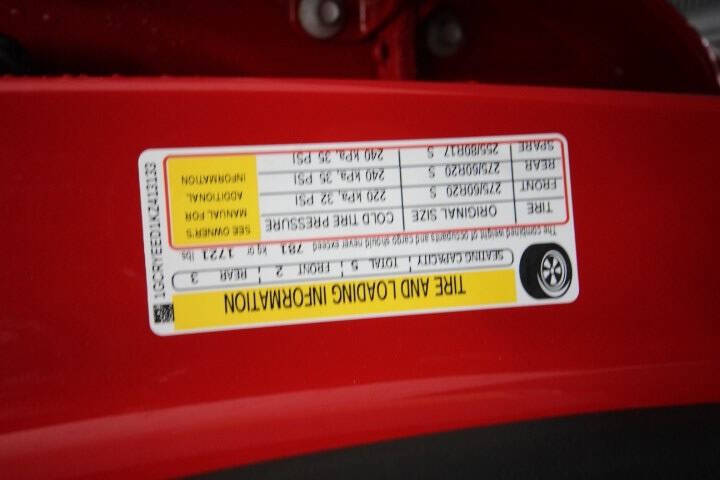 TIRE AND LOADING INFORMATION
SEATING CAPACITY TOTAL 5 FRONT 2 REAR 3
The combined weight of occupants and cargo should never exceed 781 kg or 1721 lbs
TIRE ORIGINAL SIZE COLD TIRE PRESSURE
FRONT 275/60R20 S 220 kPa, 32 PSI
REAR 275/60R20 S 240 kPa, 35 PSI
SPARE 255/80R17 S 240 kPa, 35 PSI
SEE OWNER'S
MANUAL FOR
ADDITIONAL
INFORMATION
1GCRYEED1KZ413133